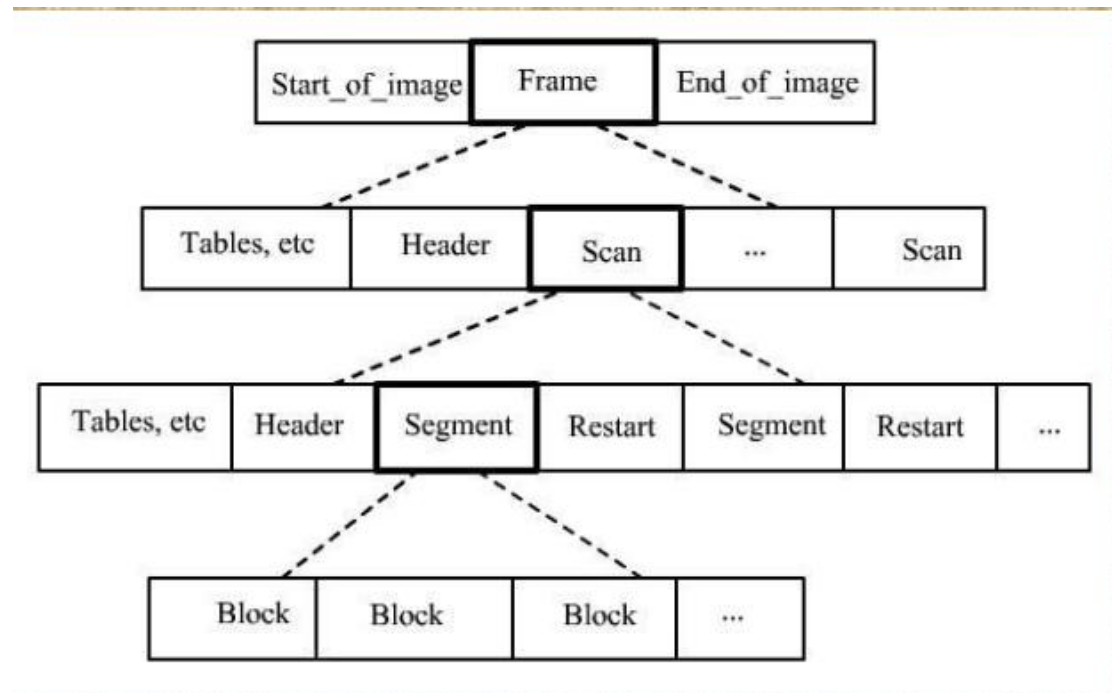 Start_of_image Frame End_of_image
Tables, etc Header Scan ... Scan
Tables, etc Header Segment Restart Segment Restart ...
Block Block Block ...